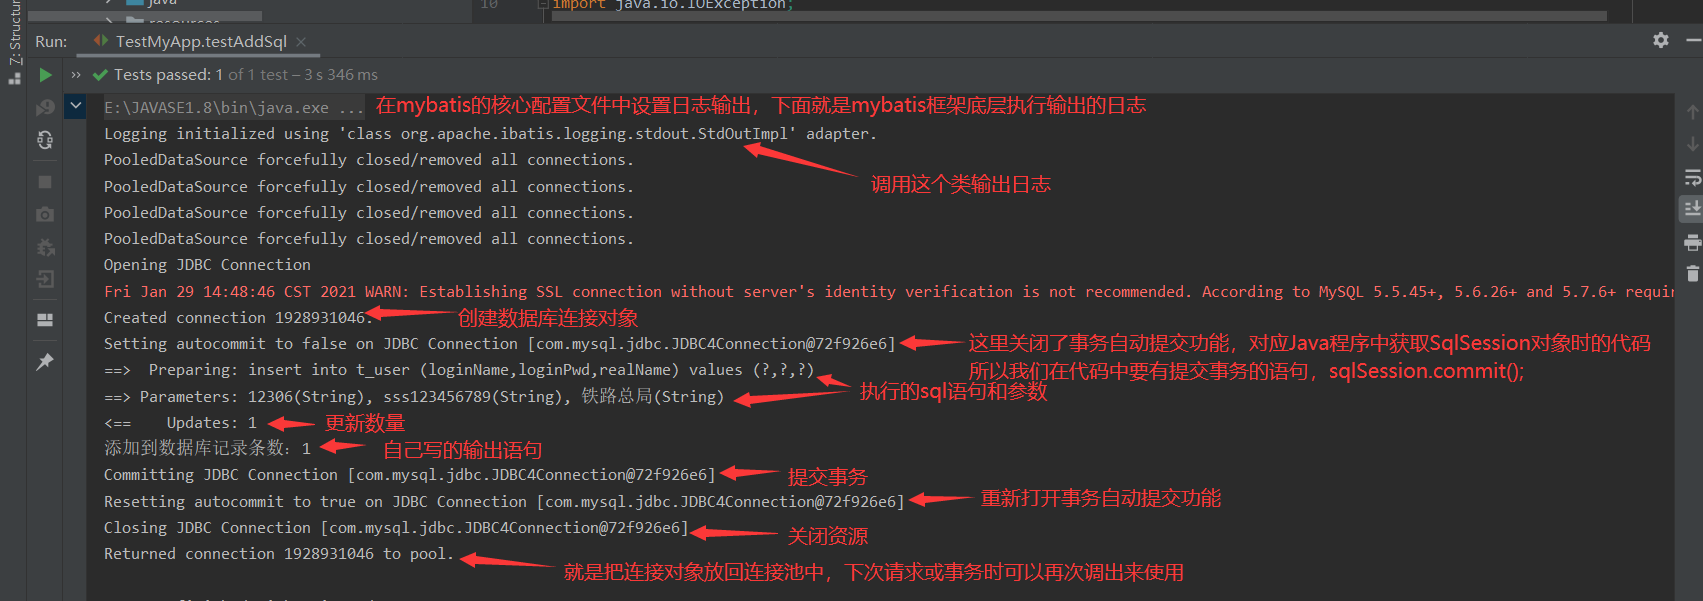 java
resources
10
import java.io.IOException;
Z: Structur
Run: TestMyApp.testAddSql
Tests passed: 1 of 1 test – 3 s 346 ms
E:\JAVASE1.8\bin\java.exe ... 在mybatis的核心配置文件中设置日志输出，下面就是mybatis框架底层执行输出的日志
Logging initialized using 'class org.apache.ibatis.logging.stdout.StdOutImpl' adapter.
PooledDataSource forcefully closed/removed all connections.
调用这个类输出日志
PooledDataSource forcefully closed/removed all connections.
PooledDataSource forcefully closed/removed all connections.
PooledDataSource forcefully closed/removed all connections.
Opening JDBC Connection
Fri Jan 29 14:48:46 CST 2021 WARN: Establishing SSL connection without server's identity verification is not recommended. According to MySQL 5.5.45+, 5.6.26+ and 5.7.6+ requir
Created connection 1928931046. 创建数据库连接对象
Setting autocommit to false on JDBC Connection [com.mysql.jdbc.JDBC4Connection@72f926e6] 这里关闭了事务自动提交功能，对应Java程序中获取SqlSession对象时的代码
所以我们在代码中要有提交事务的语句，sqlSession.commit();
==>  Preparing: insert into t_user (loginName,loginPwd,realName) values (?,?,?)
==> Parameters: 12306(String), sss123456789(String), 铁路总局(String) 执行的sql语句和参数
<==    Updates: 1 更新数量
添加到数据库记录条数：1 自己写的输出语句
Committing JDBC Connection [com.mysql.jdbc.JDBC4Connection@72f926e6] 提交事务
Resetting autocommit to true on JDBC Connection [com.mysql.jdbc.JDBC4Connection@72f926e6] 重新打开事务自动提交功能
Closing JDBC Connection [com.mysql.jdbc.JDBC4Connection@72f926e6] 关闭资源
Returned connection 1928931046 to pool. 就是把连接对象放回连接池中，下次请求或事务时可以再次调出来使用